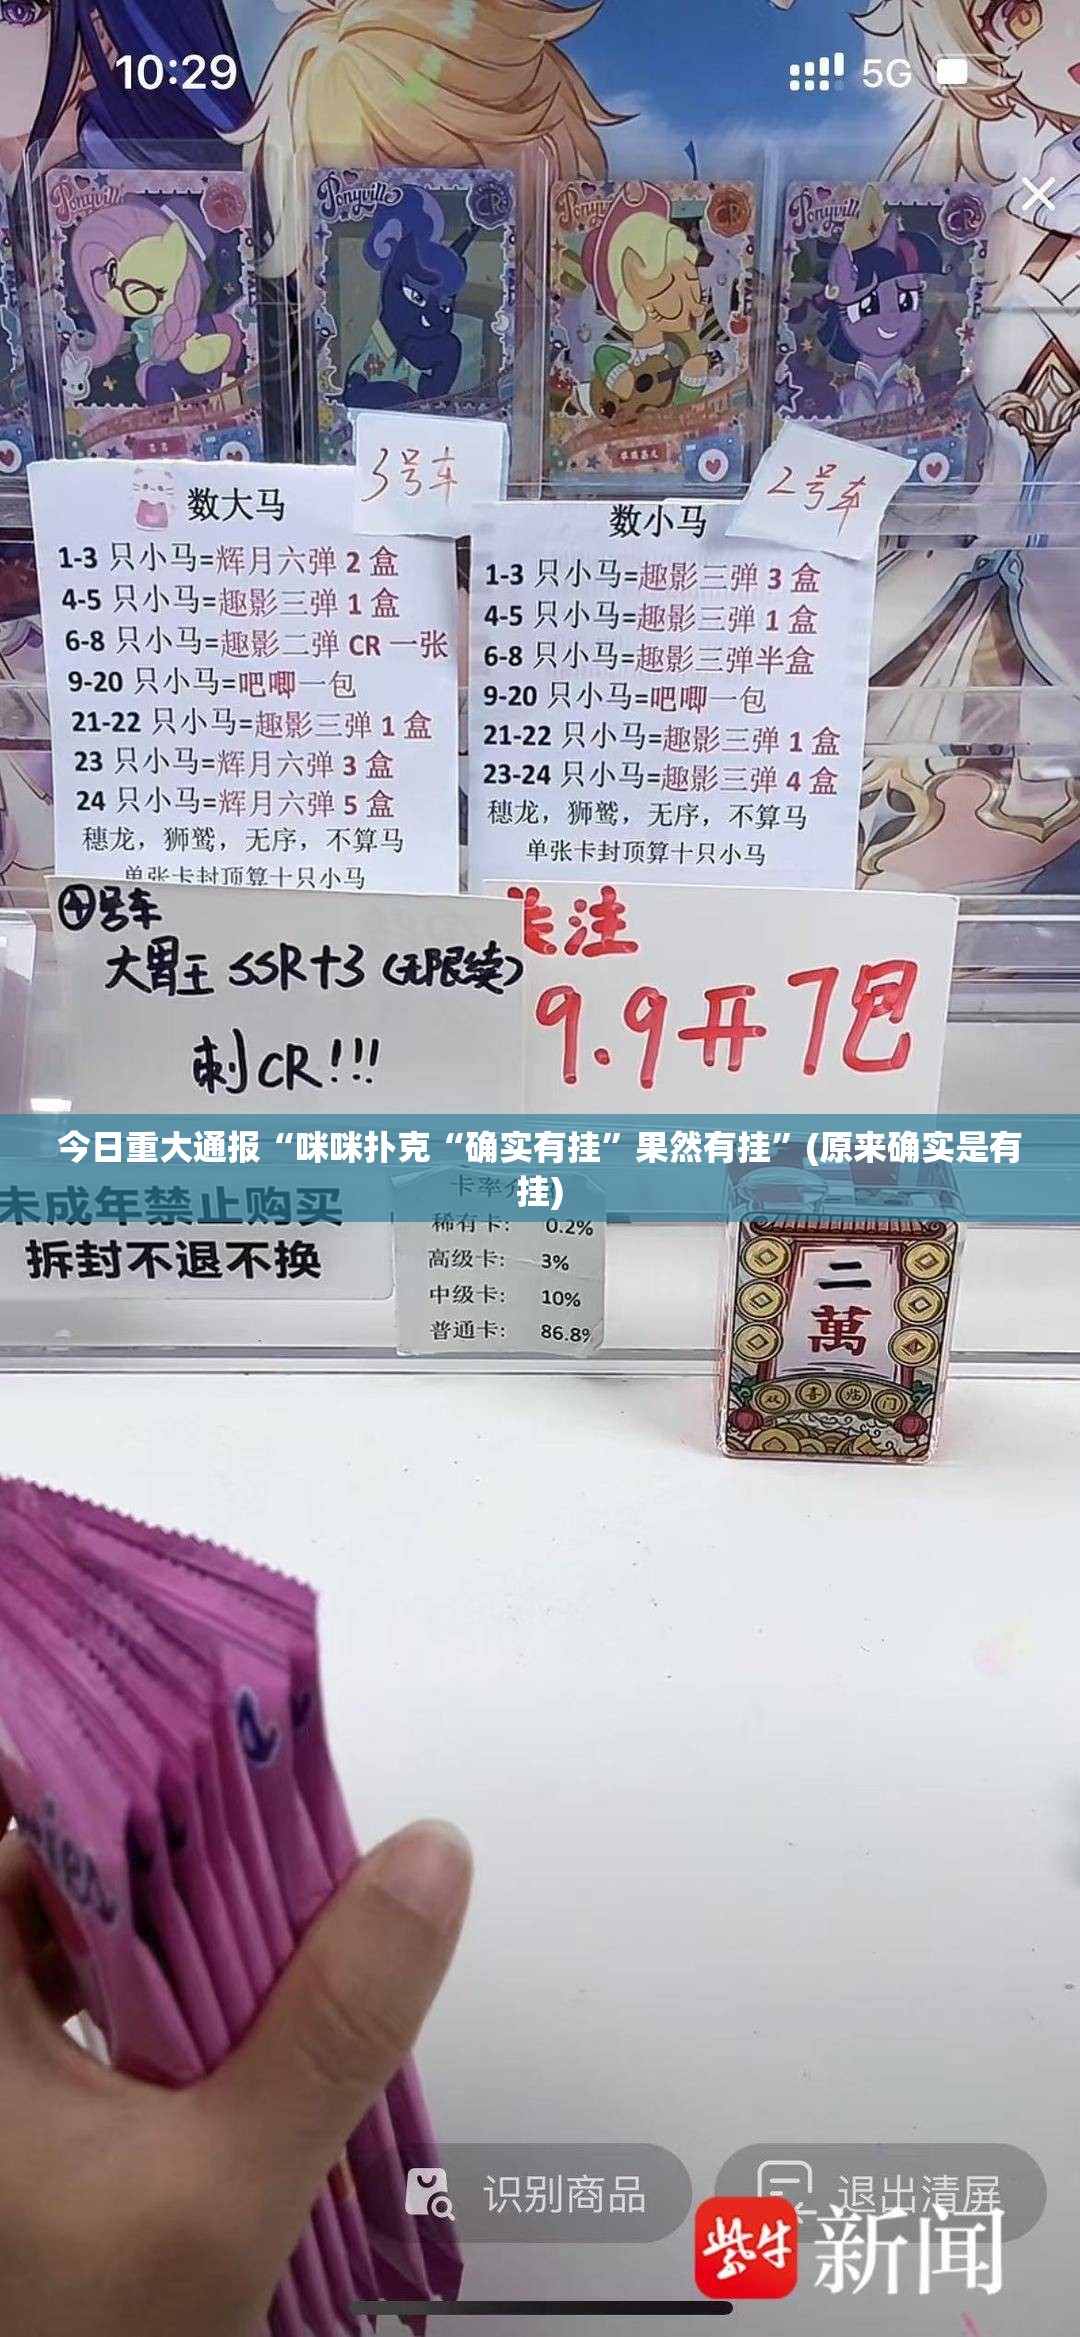 10:29
5G
Ponyville
CR
Ponyville
CR
Ponyville
CR
Ponyville
CR
3号车
2号车
数大马
1-3 只小马=辉月六弹 2 盒
4-5 只小马=趣影三弹 1 盒
6-8 只小马=趣影二弹 CR 一张
9-20 只小马=吧唧一包
21-22 只小马=趣影三弹 1 盒
23 只小马=辉月六弹 3 盒
24 只小马=辉月六弹 5 盒
穗龙，狮鹫，无序，不算马
单张卡封顶算十只小马
数小马
1-3 只小马=趣影三弹 3 盒
4-5 只小马=趣影三弹 1 盒
6-8 只小马=趣影三弹半盒
9-20 只小马=吧唧一包
21-22 只小马=趣影三弹 1 盒
23-24 只小马=趣影三弹 4 盒
穗龙，狮鹫，无序，不算马
单张卡封顶算十只小马
④号车
大胃王 SSR+3（无限续）
刺CR!!!
关注
9.9开7包
今日重大通报“咪咪扑克“确实有挂”果然有挂”(原来确实是有
挂)
未成年禁止购买
拆封不退不换
卡率介
稀有卡: 0.2%
高级卡: 3%
中级卡: 10%
普通卡: 86.8%
二
萬
双喜临门
识别商品
退出清屏
紫牛
新闻